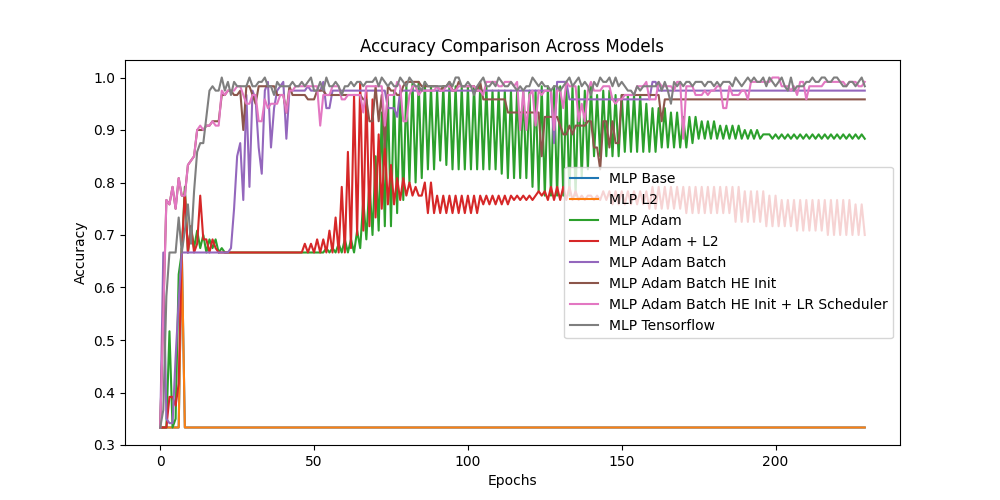 Accuracy Comparison Across Models
Accuracy
1.0
0.9
0.8
0.7
0.6
0.5
0.4
0.3
MLP Base
MLP L2
MLP Adam
MLP Adam + L2
MLP Adam Batch
MLP Adam Batch HE Init
MLP Adam Batch HE Init + LR Scheduler
MLP Tensorflow
0 50 100 150 200
Epochs